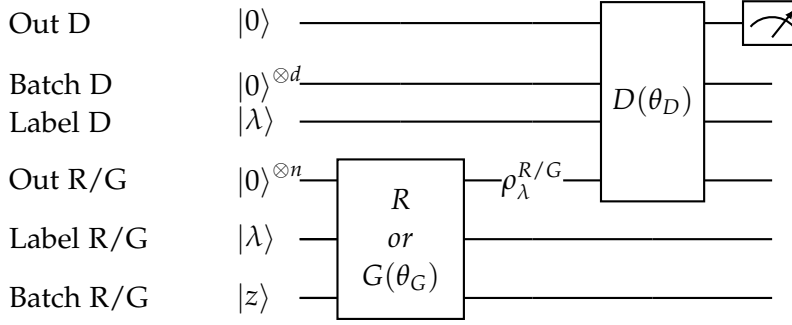 Out D |0⟩
Batch D |0⟩⊗d
Label D |λ⟩
D(θ_D)
Out R/G |0⟩⊗n
ρ_λ^{R/G}
Label R/G |λ⟩
Batch R/G |z⟩
R
or
G(θ_G)